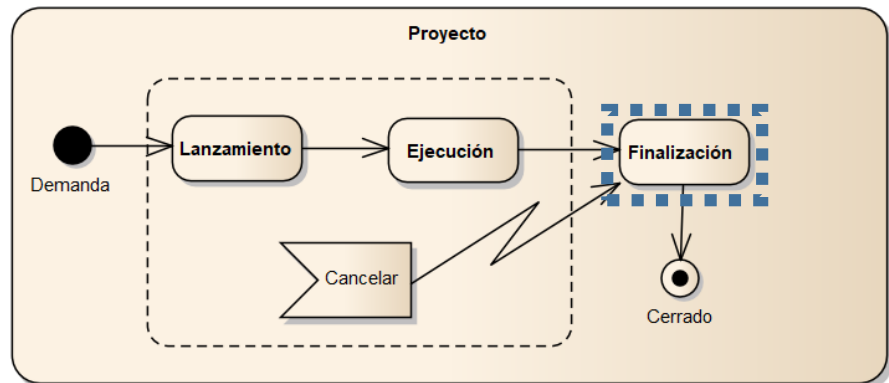 Proyecto
Lanzamiento
Ejecución
Finalización
Demanda
Cancelar
Cerrado